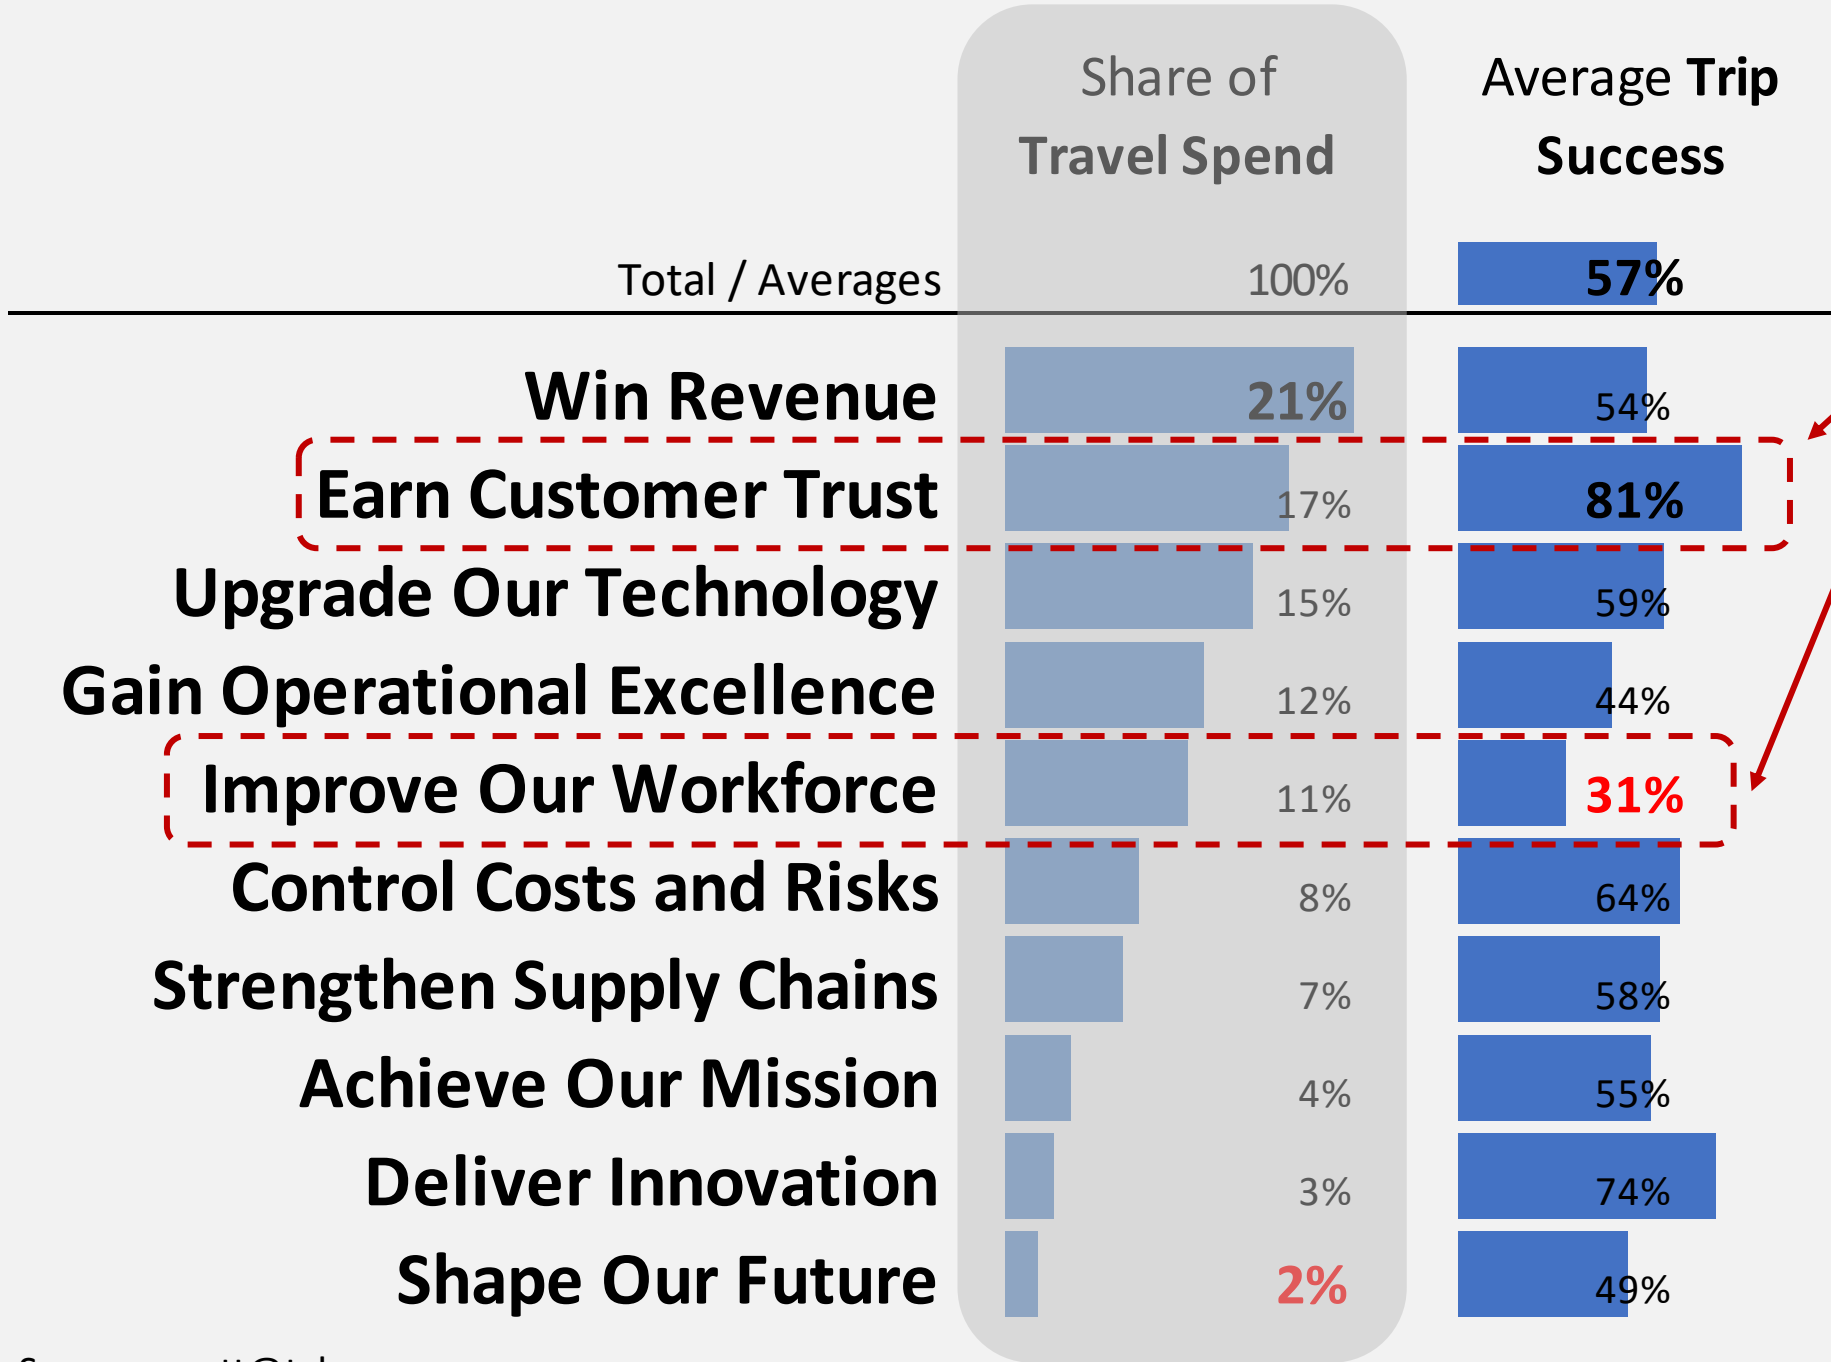 Share of
Travel Spend
Average Trip
Success
Total / Averages 100% 57%
Win Revenue 21% 54%
Earn Customer Trust 17% 81%
Upgrade Our Technology 15% 59%
Gain Operational Excellence 12% 44%
Improve Our Workforce 11% 31%
Control Costs and Risks 8% 64%
Strengthen Supply Chains 7% 58%
Achieve Our Mission 4% 55%
Deliver Innovation 3% 74%
Shape Our Future 2% 49%